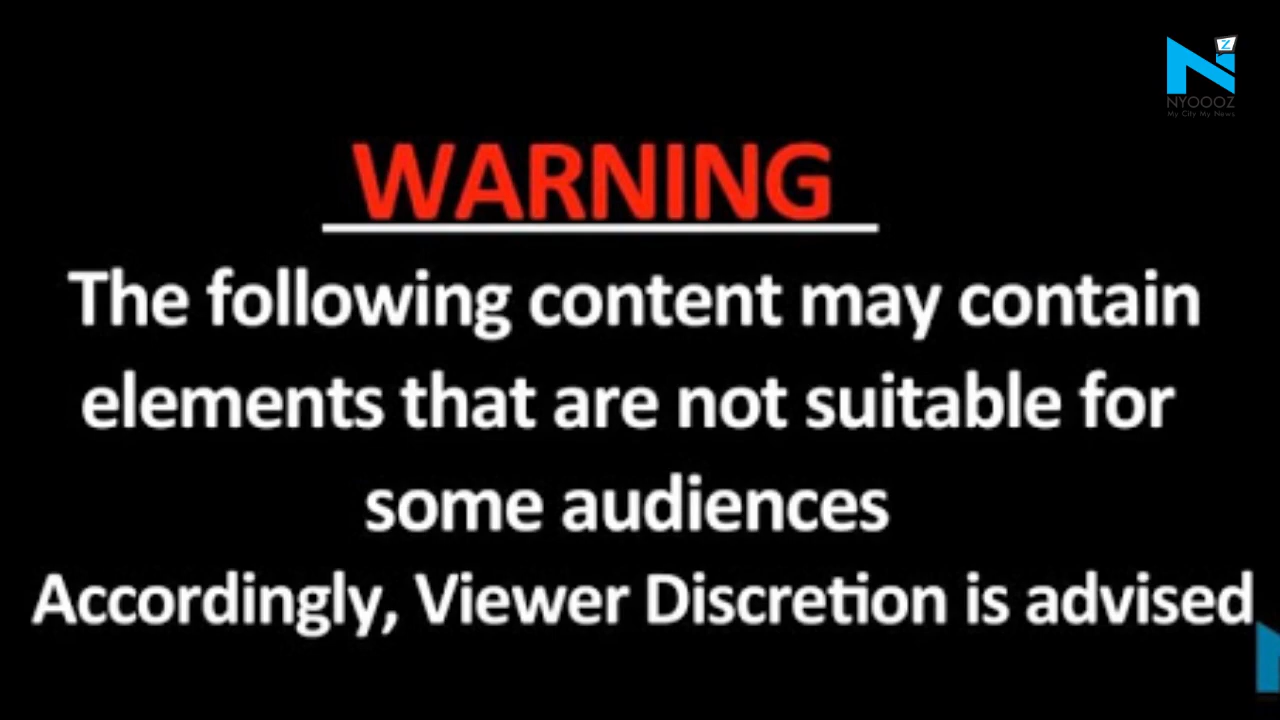 Z
NYOOOZ
My City My News
WARNING
The following content may contain
elements that are not suitable for
some audiences
Accordingly, Viewer Discretion is advised